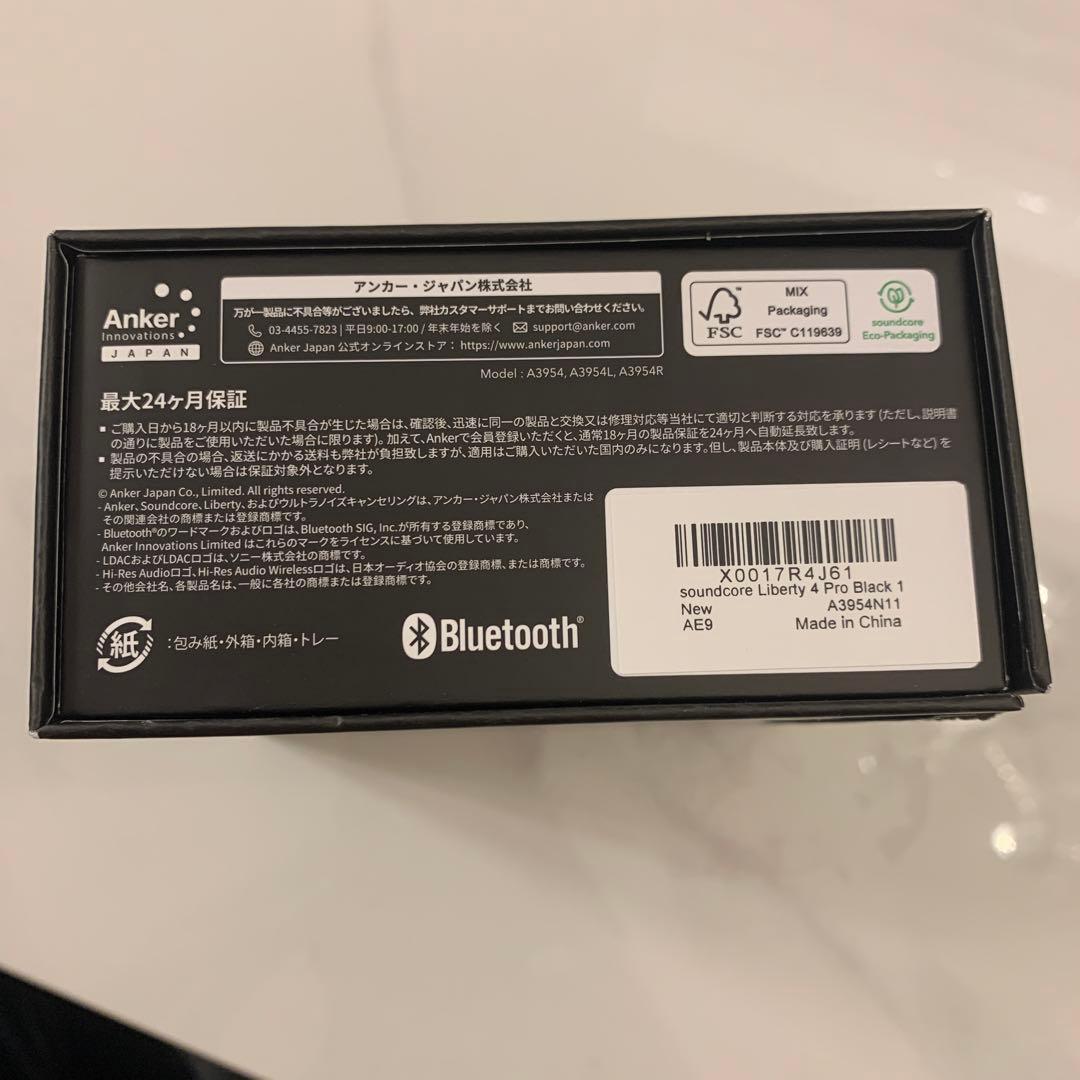 Anker
Innovations
JAPAN
アンカー・ジャパン株式会社
万が一製品に不具合等がございましたら、弊社カスタマーサポートまでお問い合わせください。
03-4455-7823 | 平日9:00-17:00 / 年末年始を除く support@anker.com
Anker Japan 公式オンラインストア: https://www.ankerjapan.com
FSC™
MIX
Packaging
FSC™ C119639
soundcore
Eco-Packaging
Model : A3954, A3954L, A3954R
最大24ヶ月保証
▪ ご購入日から18ヶ月以内に製品不具合が生じた場合は、確認後、迅速に同一の製品と交換又は修理対応等当社にて適切と判断する対応を承ります (ただし、説明書
の通りに製品をご使用いただいた場合に限ります)。加えて、Ankerで会員登録いただくと、通常18ヶ月の製品保証を24ヶ月へ自動延長致します。
▪ 製品の不具合の場合、返送にかかる送料も弊社が負担致しますが、適用はご購入いただいた国内のみになります。但し、製品本体及び購入証明 (レシートなど) を
提示いただけない場合は保証対象外となります。
© Anker Japan Co., Limited. All rights reserved.
- Anker、Soundcore、Liberty、およびウルトラノイズキャンセリングは、アンカー・ジャパン株式会社または
その関連会社の商標または登録商標です。
- Bluetooth®のワードマークおよびロゴは、Bluetooth SIG, Inc.が所有する登録商標であり、
Anker Innovations Limited はこれらのマークをライセンスに基づいて使用しています。
- LDACおよびLDACロゴは、ソニー株式会社の商標です。
- Hi-Res Audioロゴ、Hi-Res Audio Wirelessロゴは、日本オーディオ協会の登録商標、または商標です。
- その他会社名、各製品名は、一般に各社の商標または登録商標です。
紙 :包み紙・外箱・内箱・トレー
Bluetooth®
X0017R4J61
soundcore Liberty 4 Pro Black 1
New A3954N11
AE9 Made in China